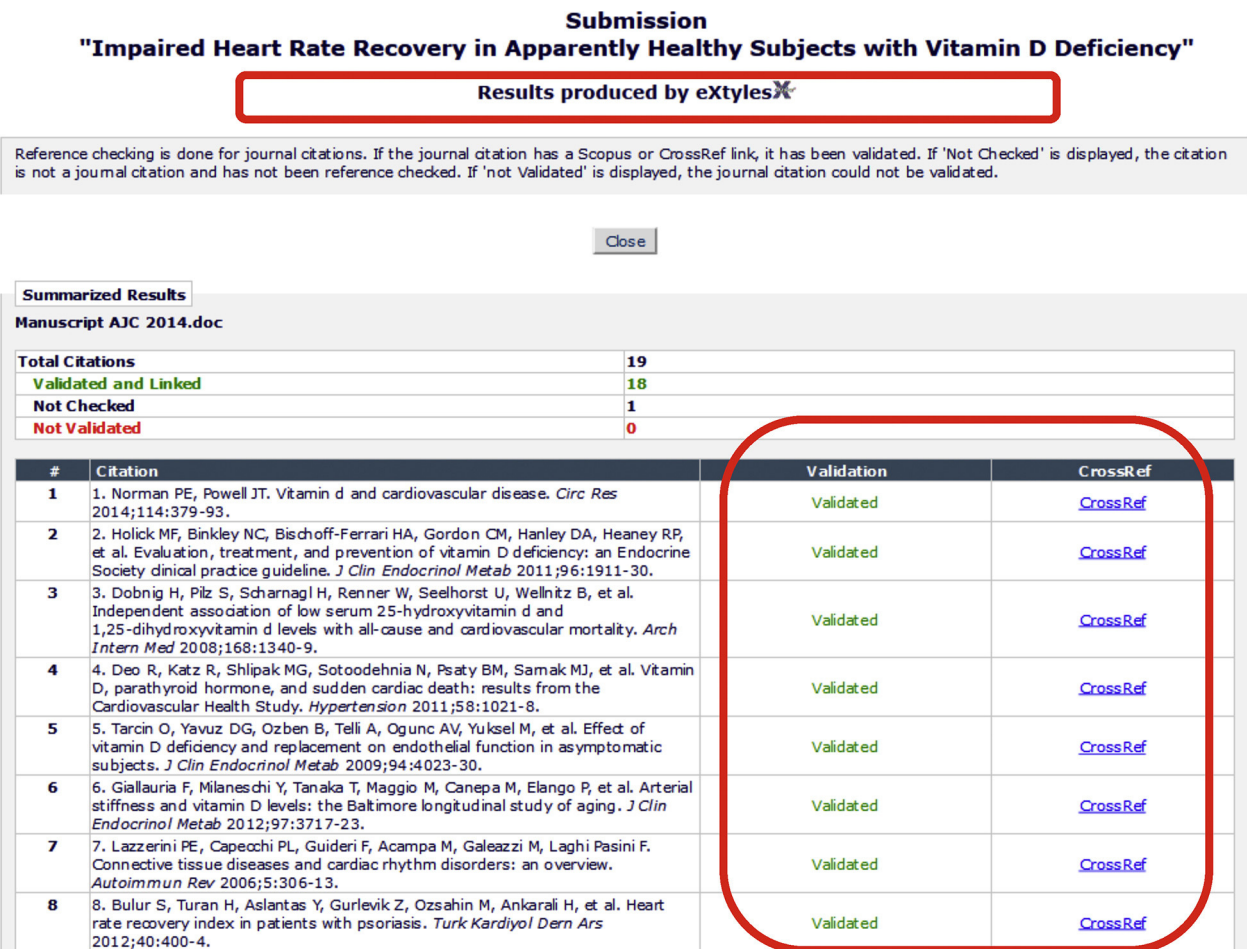 Submission
"Impaired Heart Rate Recovery in Apparently Healthy Subjects with Vitamin D Deficiency"
Results produced by eXtyles
Reference checking is done for journal citations. If the journal citation has a Scopus or CrossRef link, it has been validated. If 'Not Checked' is displayed, the citation
is not a journal citation and has not been reference checked. If 'not Validated' is displayed, the journal citation could not be validated.
Close
Summarized Results
Manuscript AJC 2014.doc
Total Citations 19
Validated and Linked 18
Not Checked 1
Not Validated 0
# Citation Validation CrossRef
1 1. Norman PE, Powell JT. Vitamin d and cardiovascular disease. Circ Res
2014;114:379-93. Validated CrossRef
2 2. Holick MF, Binkley NC, Bischoff-Ferrari HA, Gordon CM, Hanley DA, Heaney RP,
et al. Evaluation, treatment, and prevention of vitamin D deficiency: an Endocrine Validated CrossRef
Society clinical practice guideline. J Clin Endocrinol Metab 2011;96:1911-30.
3 3. Dobnig H, Pilz S, Scharnagl H, Renner W, Seelhorst U, Wellnitz B, et al.
Independent association of low serum 25-hydroxyvitamin d and
1,25-dihydroxyvitamin d levels with all-cause and cardiovascular mortality. Arch Validated CrossRef
Intern Med 2008;168:1340-9.
4 4. Deo R, Katz R, Shlipak MG, Sotoodehnia N, Psaty BM, Sarnak MJ, et al. Vitamin
D, parathyroid hormone, and sudden cardiac death: results from the Validated CrossRef
Cardiovascular Health Study. Hypertension 2011;58:1021-8.
5 5. Tarcin O, Yavuz DG, Ozben B, Telli A, Ogunc AV, Yuksel M, et al. Effect of
vitamin D deficiency and replacement on endothelial function in asymptomatic Validated CrossRef
subjects. J Clin Endocrinol Metab 2009;94:4023-30.
6 6. Giallauria F, Milaneschi Y, Tanaka T, Maggio M, Canepa M, Elango P, et al. Arterial
stiffness and vitamin D levels: the Baltimore longitudinal study of aging. J Clin Validated CrossRef
Endocrinol Metab 2012;97:3717-23.
7 7. Lazzerini PE, Capecchi PL, Guideri F, Acampa M, Galeazzi M, Laghi Pasini F.
Connective tissue diseases and cardiac rhythm disorders: an overview. Validated CrossRef
Autoimmun Rev 2006;5:306-13.
8 8. Bulur S, Turan H, Aslantas Y, Gurlevik Z, Ozsahin M, Ankarali H, et al. Heart
rate recovery index in patients with psoriasis. Turk Kardiyol Dern Ars Validated CrossRef
2012;40:400-4.